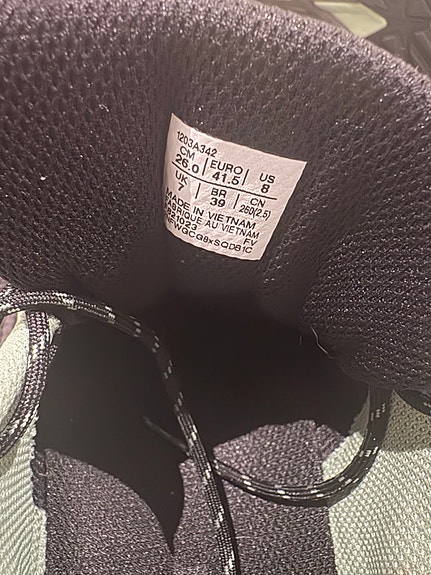 1203A342
CM EURO US
26.0 41.5 8
UK BR CN
7 39 260(2.5)
MADE IN VIETNAM
FABRIQUE AU VIETNAM
FV